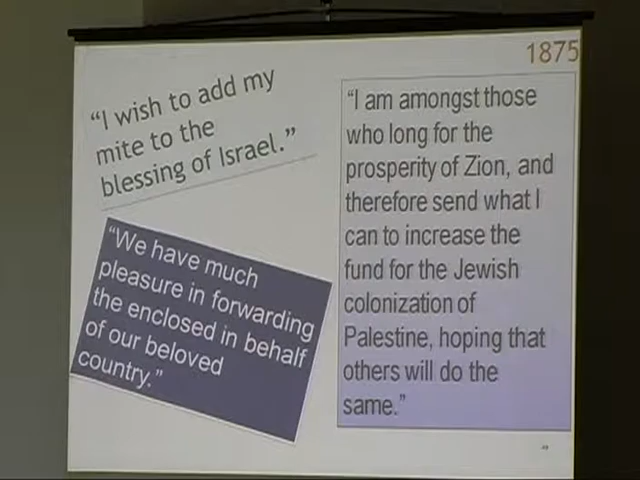 1875
“I wish to add my
mite to the
blessing of Israel.”
“We have much
pleasure in forwarding
the enclosed in behalf
of our beloved
country.”
“I am amongst those
who long for the
prosperity of Zion, and
therefore send what I
can to increase the
fund for the Jewish
colonization of
Palestine, hoping that
others will do the
same.”